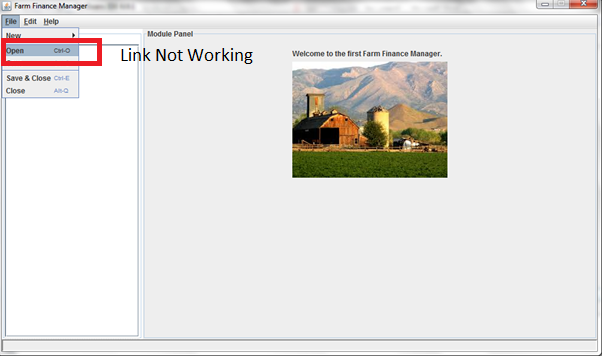 Farm Finance Manager
File Edit Help
Module Panel
New
Open Ctrl-O
Link Not Working
Save & Close Ctrl-E
Close Alt-Q
Welcome to the first Farm Finance Manager.